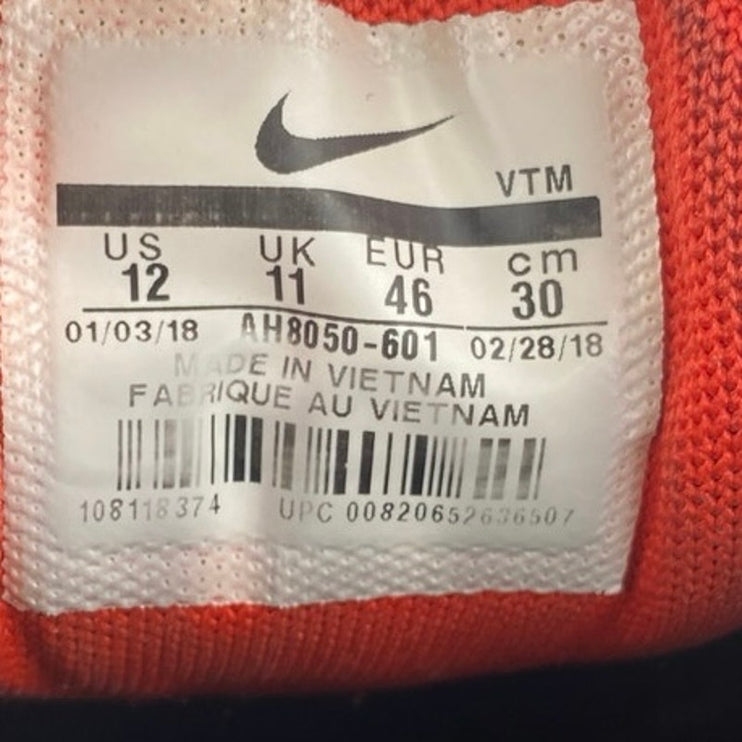 VTM
US UK EUR cm
12 11 46 30
01/03/18 AH8050-601 02/28/18
MADE IN VIETNAM
FABRIQUE AU VIETNAM
108118374 UPC 00820652636507